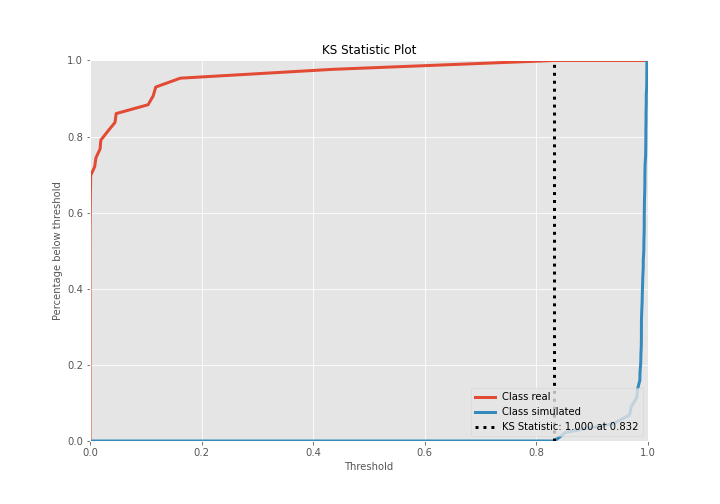 KS Statistic Plot
1.0
0.8
0.6
0.4
0.2
0.0
Percentage below threshold
Class real
Class simulated
KS Statistic: 1.000 at 0.832
0.0 0.2 0.4 0.6 0.8 1.0
Threshold